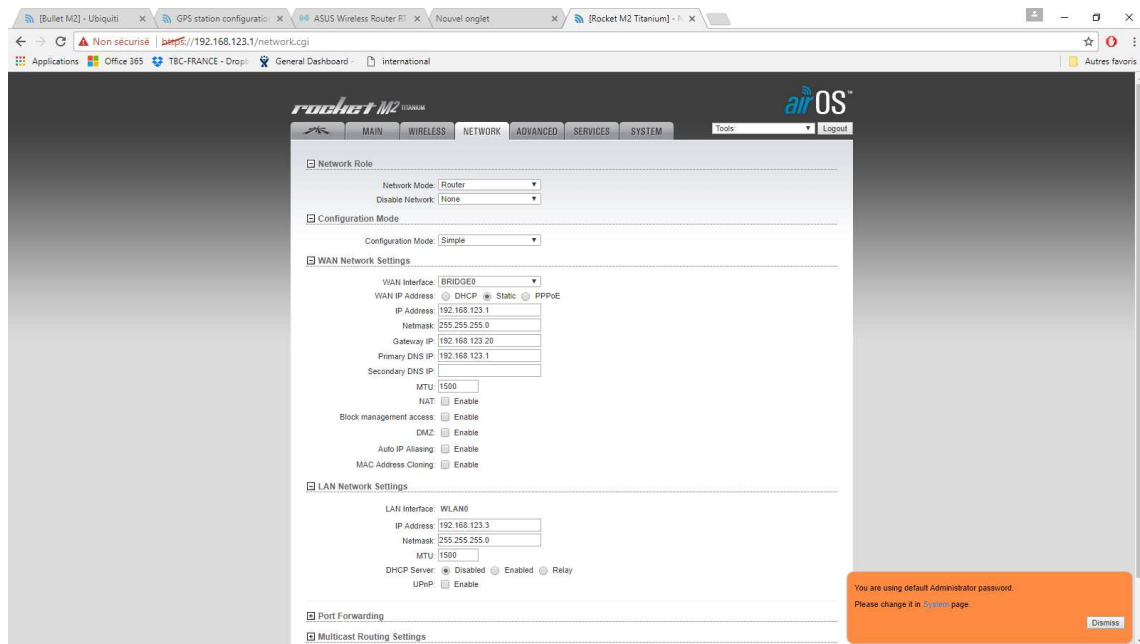 [Bullet M2] - Ubiquiti
GPS station configuratio
ASUS Wireless Router RT
Nouvel onglet
[Rocket M2 Titanium] - N
Non sécurisé | https://192.168.123.1/network.cgi
Applications Office 365 TBC-FRANCE - Dropb General Dashboard - international Autres favoris
rocket M2 TITANIUM
airOS™
MAIN WIRELESS NETWORK ADVANCED SERVICES SYSTEM Tools: Logout
Network Role
Network Mode: Router
Disable Network: None
Configuration Mode
Configuration Mode: Simple
WAN Network Settings
WAN Interface: BRIDGE0
WAN IP Address: DHCP Static PPPoE
IP Address: 192.168.123.1
Netmask: 255.255.255.0
Gateway IP: 192.168.123.20
Primary DNS IP: 192.168.123.1
Secondary DNS IP:
MTU: 1500
NAT: Enable
Block management access: Enable
DMZ: Enable
Auto IP Aliasing: Enable
MAC Address Cloning: Enable
LAN Network Settings
LAN Interface: WLAN0
IP Address: 192.168.123.3
Netmask: 255.255.255.0
MTU: 1500
DHCP Server: Disabled Enabled Relay
UPnP: Enable
Port Forwarding
Multicast Routing Settings
You are using default Administrator password.
Please change it in System page.
Dismiss